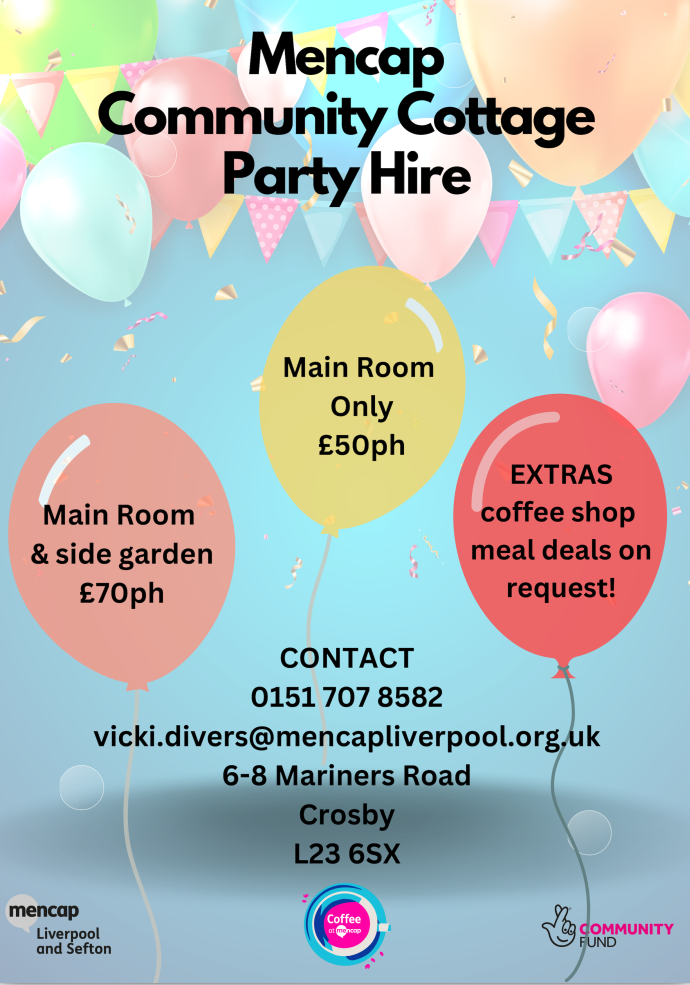 Mencap
Community Cottage
Party Hire
Main Room
Only
£50ph
Main Room
& side garden
£70ph
EXTRAS
coffee shop
meal deals on
request!
CONTACT
0151 707 8582
vicki.divers@mencapliverpool.org.uk
6-8 Mariners Road
Crosby
L23 6SX
mencap
Liverpool
and Sefton
Coffee
at mencap
COMMUNITY
FUND